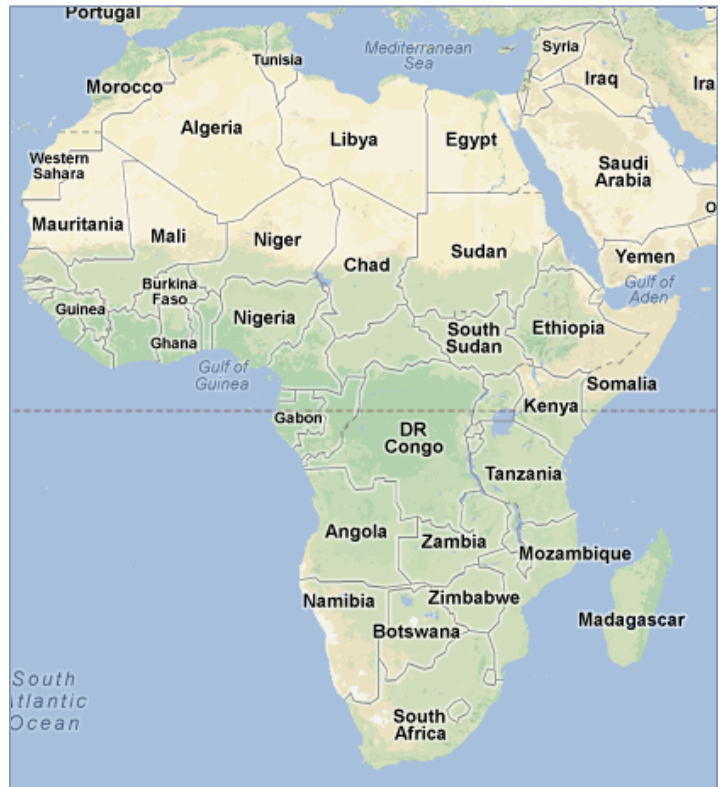 Portugal
Mediterranean
Sea
Tunisia
Syria
Iraq
Ira
Morocco
Algeria
Libya
Egypt
Western
Sahara
Saudi
Arabia
O
Mauritania
Mali
Niger
Chad
Sudan
Yemen
Gulf of
Aden
Burkina
Faso
Guinea
Nigeria
Ghana
South
Sudan
Ethiopia
Gulf of
Guinea
Somalia
Gabon
Kenya
DR
Congo
Tanzania
Angola
Zambia
Mozambique
Namibia
Zimbabwe
Botswana
Madagascar
South
Atlantic
Ocean
South
Africa